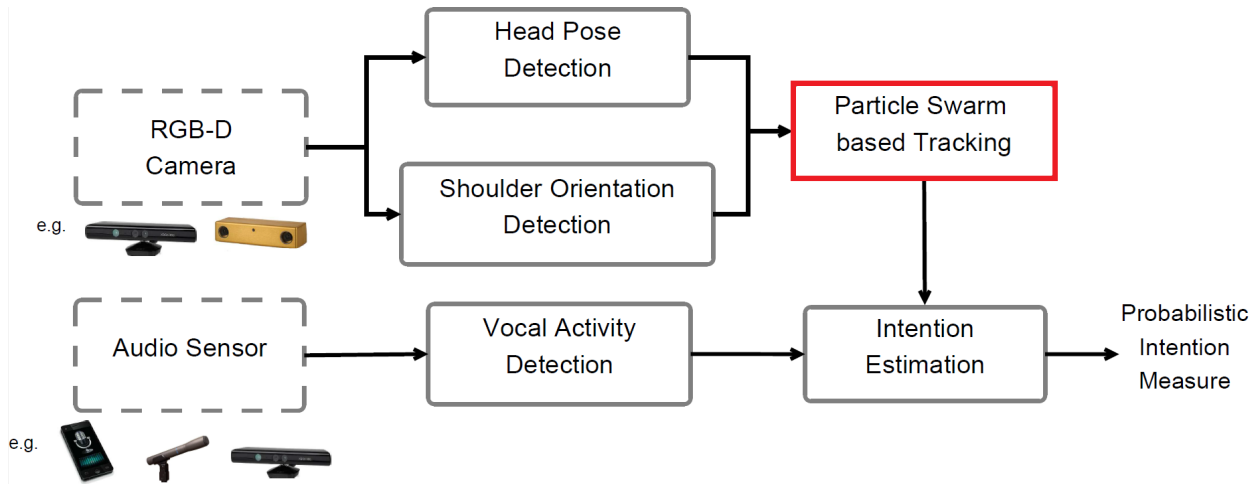 Head Pose
Detection
RGB-D
Camera
e.g.
Shoulder Orientation
Detection
Particle Swarm
based Tracking
Audio Sensor
e.g.
Vocal Activity
Detection
Intention
Estimation
Probabilistic
Intention
Measure